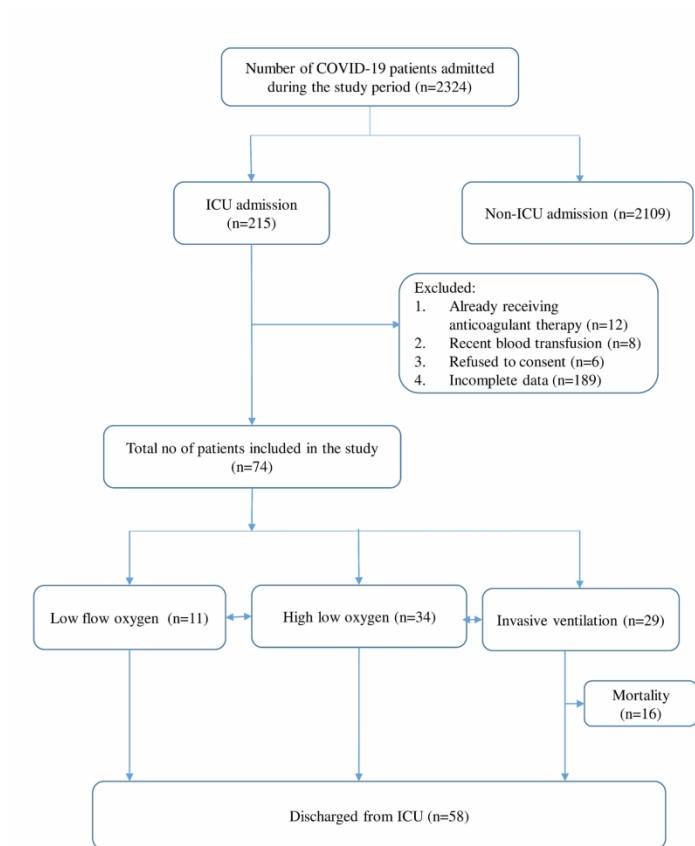 Number of COVID-19 patients admitted
during the study period (n=2324)
ICU admission
(n=215)
Non-ICU admission (n=2109)
Excluded:
1. Already receiving
anticoagulant therapy (n=12)
2. Recent blood transfusion (n=8)
3. Refused to consent (n=6)
4. Incomplete data (n=189)
Total no of patients included in the study
(n=74)
Low flow oxygen (n=11)
High low oxygen (n=34)
Invasive ventilation (n=29)
Mortality
(n=16)
Discharged from ICU (n=58)